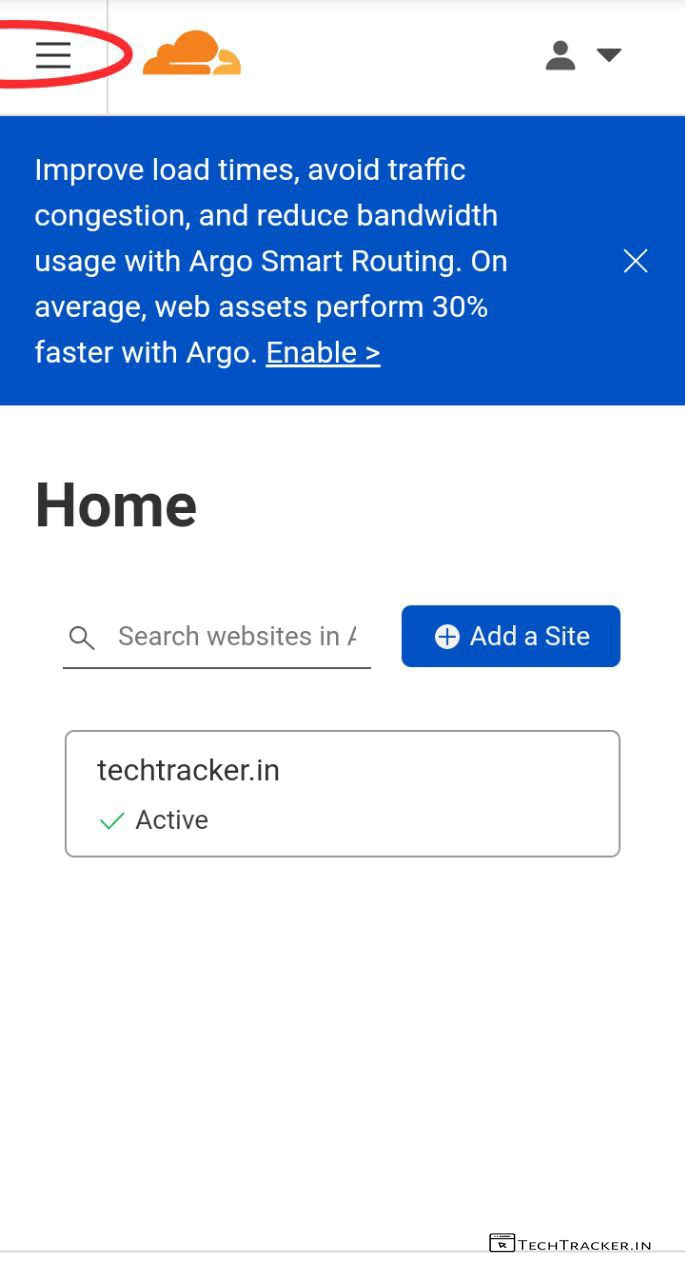 Improve load times, avoid traffic
congestion, and reduce bandwidth
usage with Argo Smart Routing. On
average, web assets perform 30%
faster with Argo. Enable >
Home
Search websites in
Add a Site
techtracker.in
Active
TECHTRACKER.IN